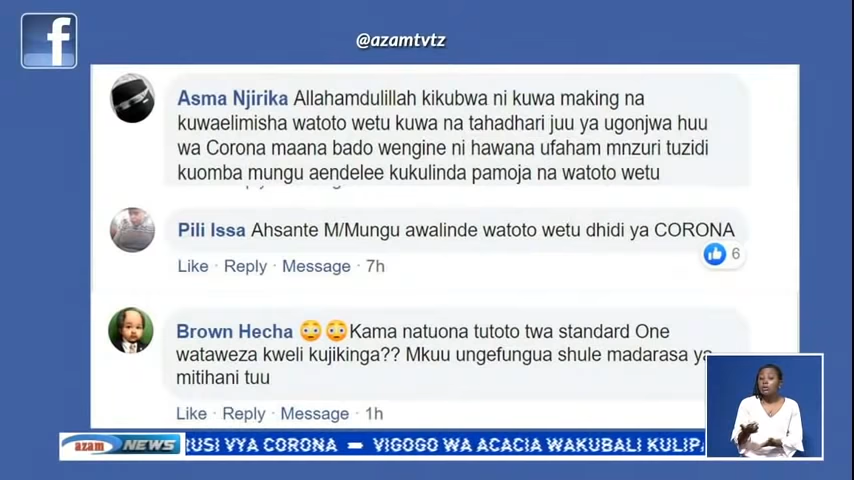 f
@azamtvtz
Asma Njirika Allahamdulillah kikubwa ni kuwa making na
kuwaelimisha watoto wetu kuwa na tahadhari juu ya ugonjwa huu
wa Corona maana bado wengine ni hawana ufaham mnzuri tuzidi
kuomba mungu aendelee kukulinda pamoja na watoto wetu
Pili Issa Ahsante M/Mungu awalinde watoto wetu dhidi ya CORONA
6
Like · Reply · Message · 7h
Brown Hecha 😳😳Kama natuona tutoto twa standard One
wataweza kweli kujikinga?? Mkuu ungefungua shule madarasa ya
mitihani tuu
Like · Reply · Message · 1h
azam NEWS RUSI VYA CORONA – VIGOGO WA ACACIA WAKUBALI KULIPA